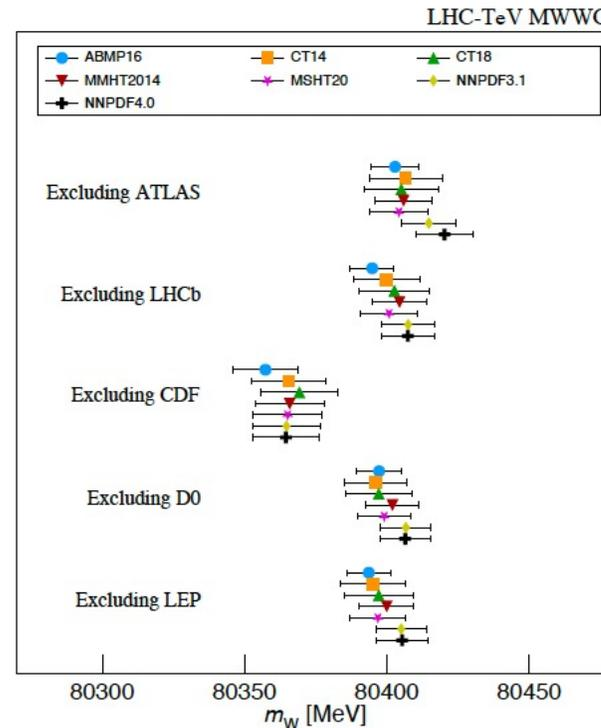 LHC-TeV MWWG
ABMP16 CT14 CT18
MMHT2014 MSHT20 NNPDF3.1
NNPDF4.0
Excluding ATLAS
Excluding LHCb
Excluding CDF
Excluding D0
Excluding LEP
80300 80350 80400 80450
m_W [MeV]